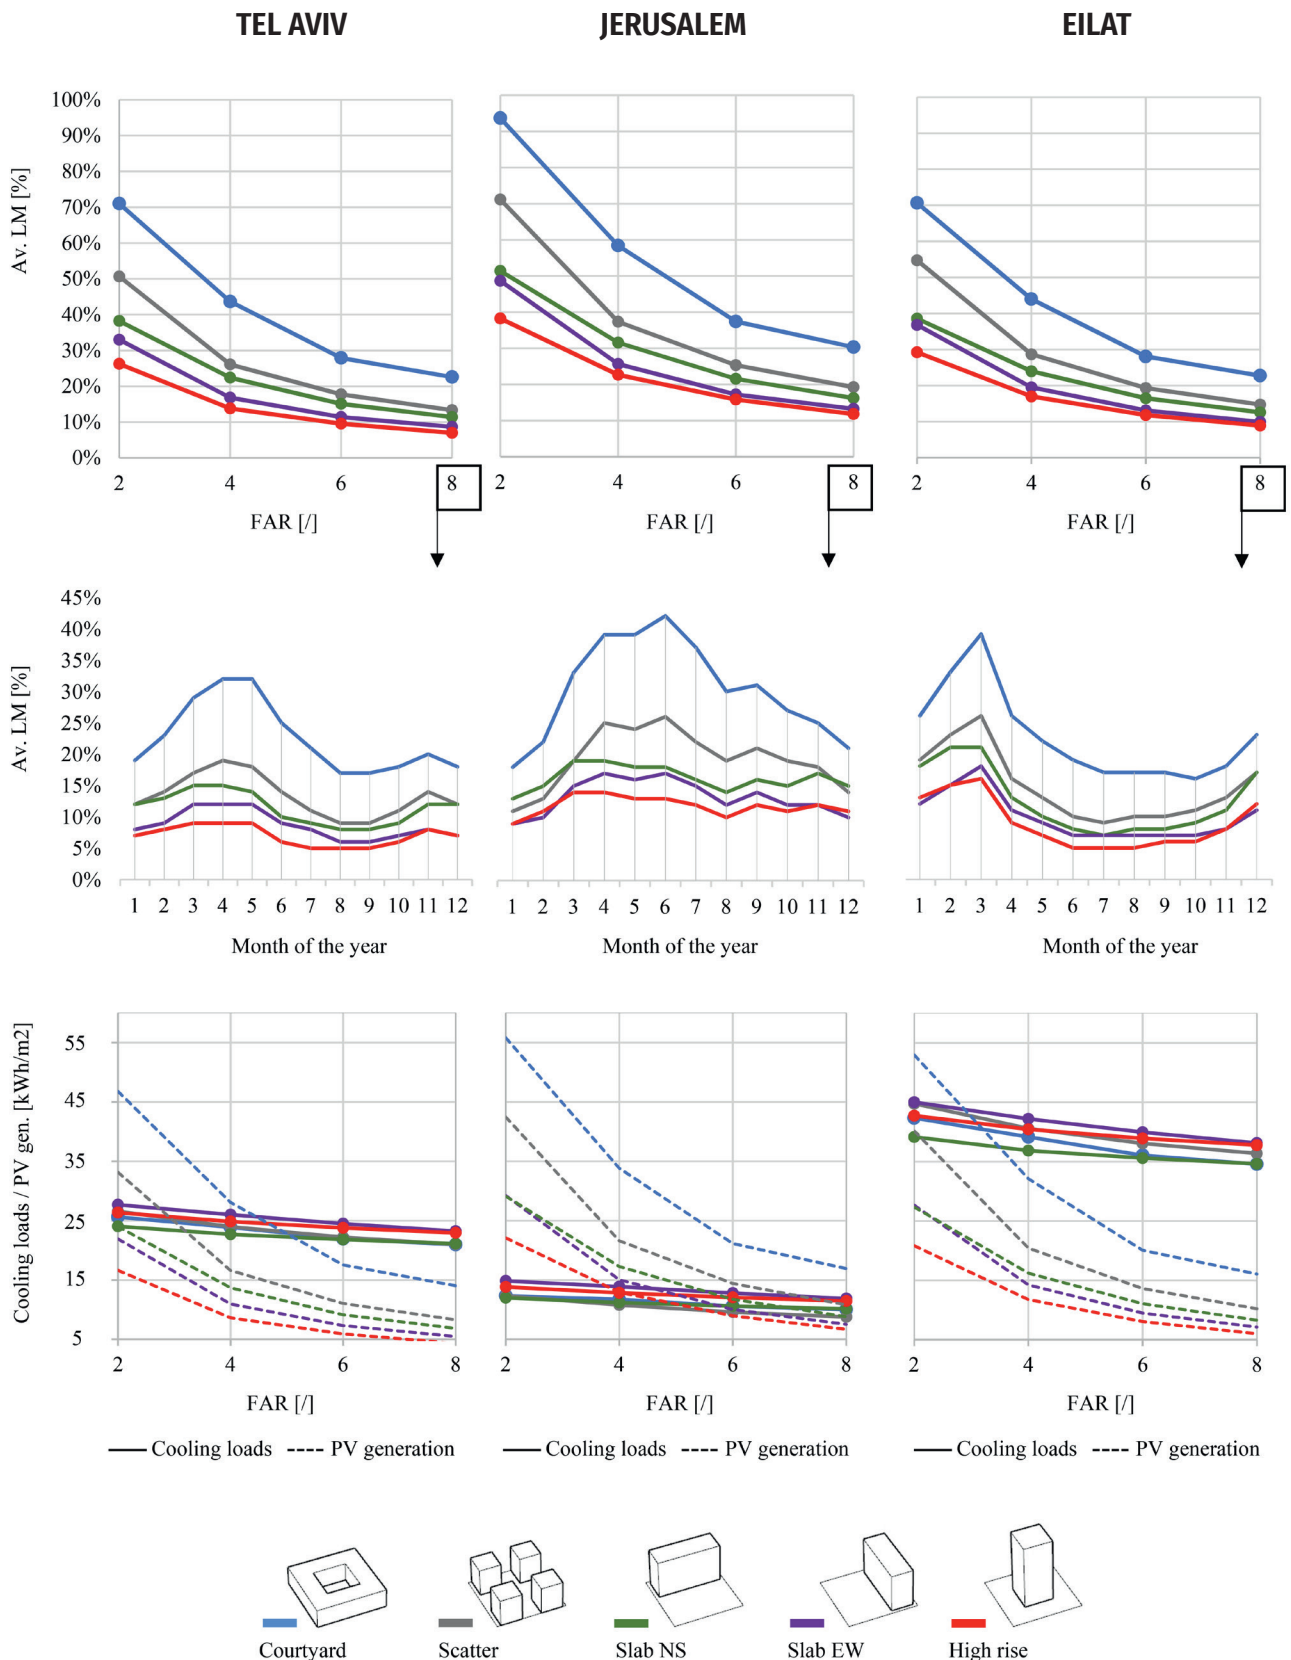 TEL AVIV JERUSALEM EILAT
Av. LM [%]
100%
90%
80%
70%
60%
50%
40%
30%
20%
10%
0%
2 4 6 8 2 4 6 8 2 4 6 8
FAR [/] FAR [/] FAR [/]
Av. LM [%]
45%
40%
35%
30%
25%
20%
15%
10%
5%
0%
1 2 3 4 5 6 7 8 9 10 11 12 1 2 3 4 5 6 7 8 9 10 11 12 1 2 3 4 5 6 7 8 9 10 11 12
Month of the year Month of the year Month of the year
Cooling loads / PV gen. [kWh/m2]
55
45
35
25
15
5
2 4 6 8 2 4 6 8 2 4 6 8
FAR [/] FAR [/] FAR [/]
Cooling loads PV generation Cooling loads PV generation Cooling loads PV generation
Courtyard Scatter Slab NS Slab EW High rise